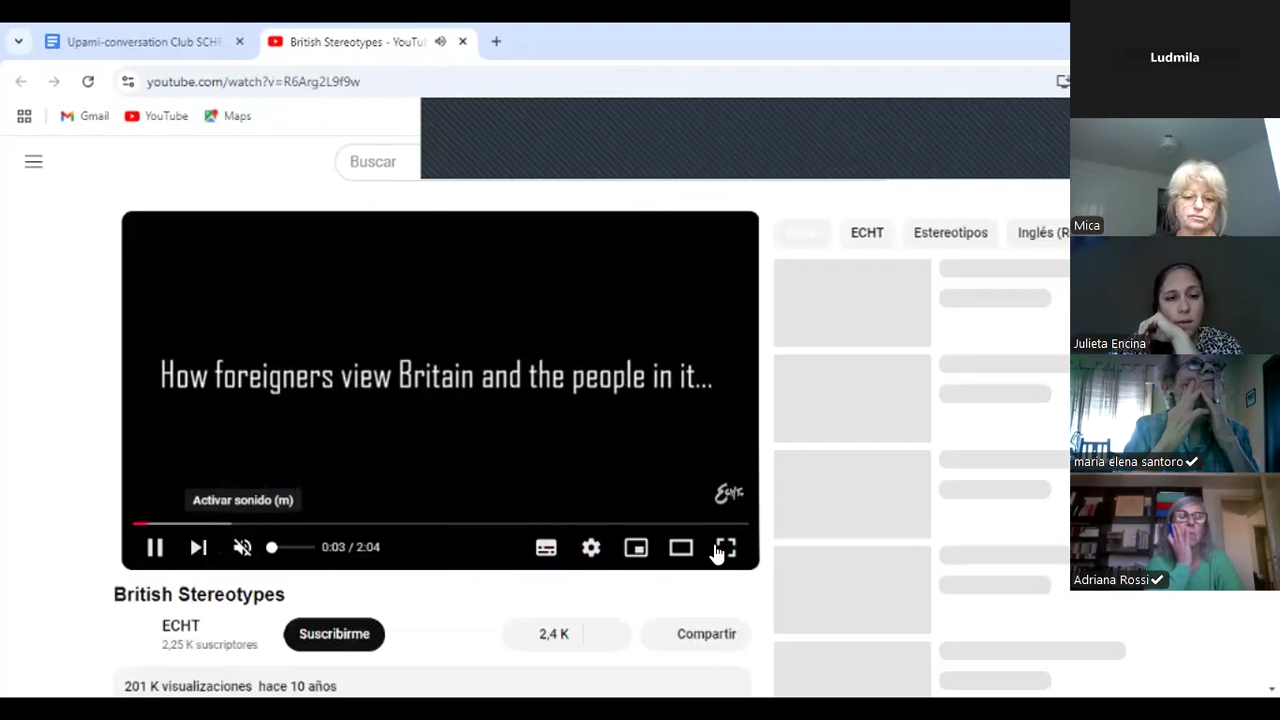 Upami-conversation Club SCHE
British Stereotypes - YouTu
youtube.com/watch?v=R6Arg2L9f9w
Gmail
YouTube
Maps
Buscar
How foreigners view Britain and the people in it...
ECHT
Activar sonido (m)
0:03 / 2:04
British Stereotypes
ECHT
2,25 K suscriptores
Suscribirme
2,4 K
Compartir
201 K visualizaciones hace 10 años
ECHT
Estereotipos
Inglés (R
Ludmila
Mica
Julieta Encina
maria elena santoro
Adriana Rossi